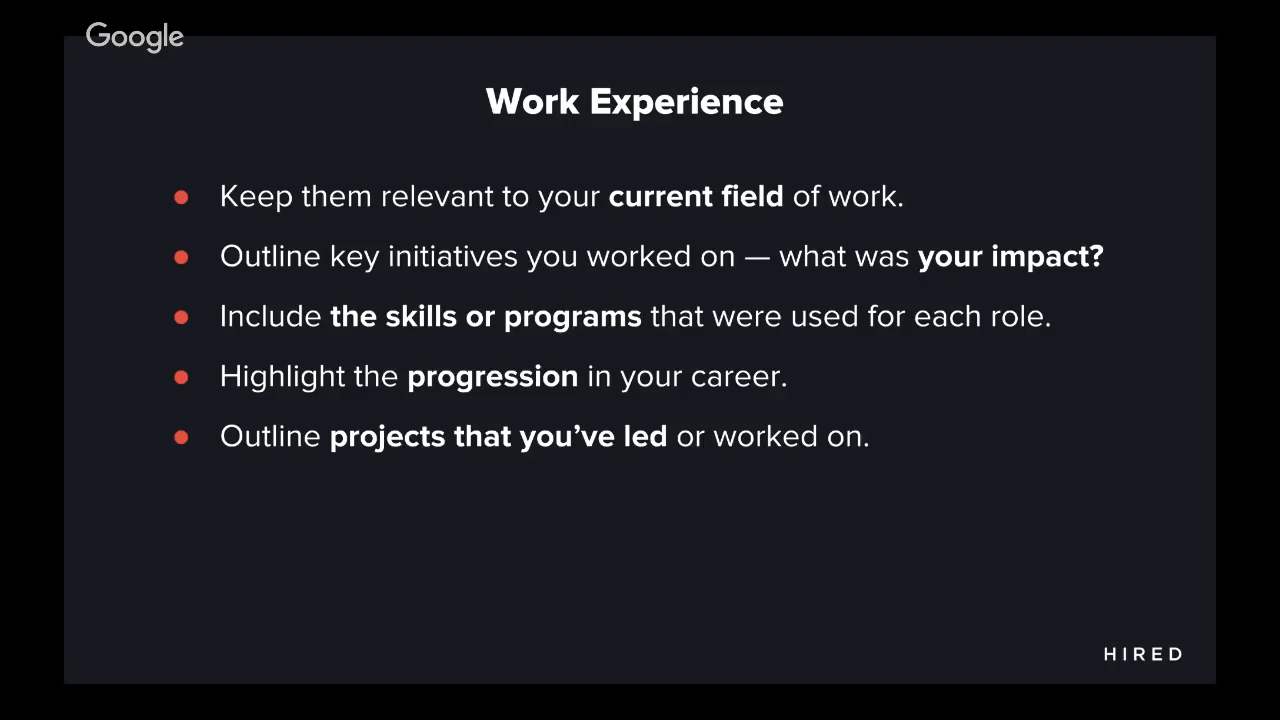 Google
Work Experience
● Keep them relevant to your current field of work.
● Outline key initiatives you worked on — what was your impact?
● Include the skills or programs that were used for each role.
● Highlight the progression in your career.
● Outline projects that you’ve led or worked on.
HIRED